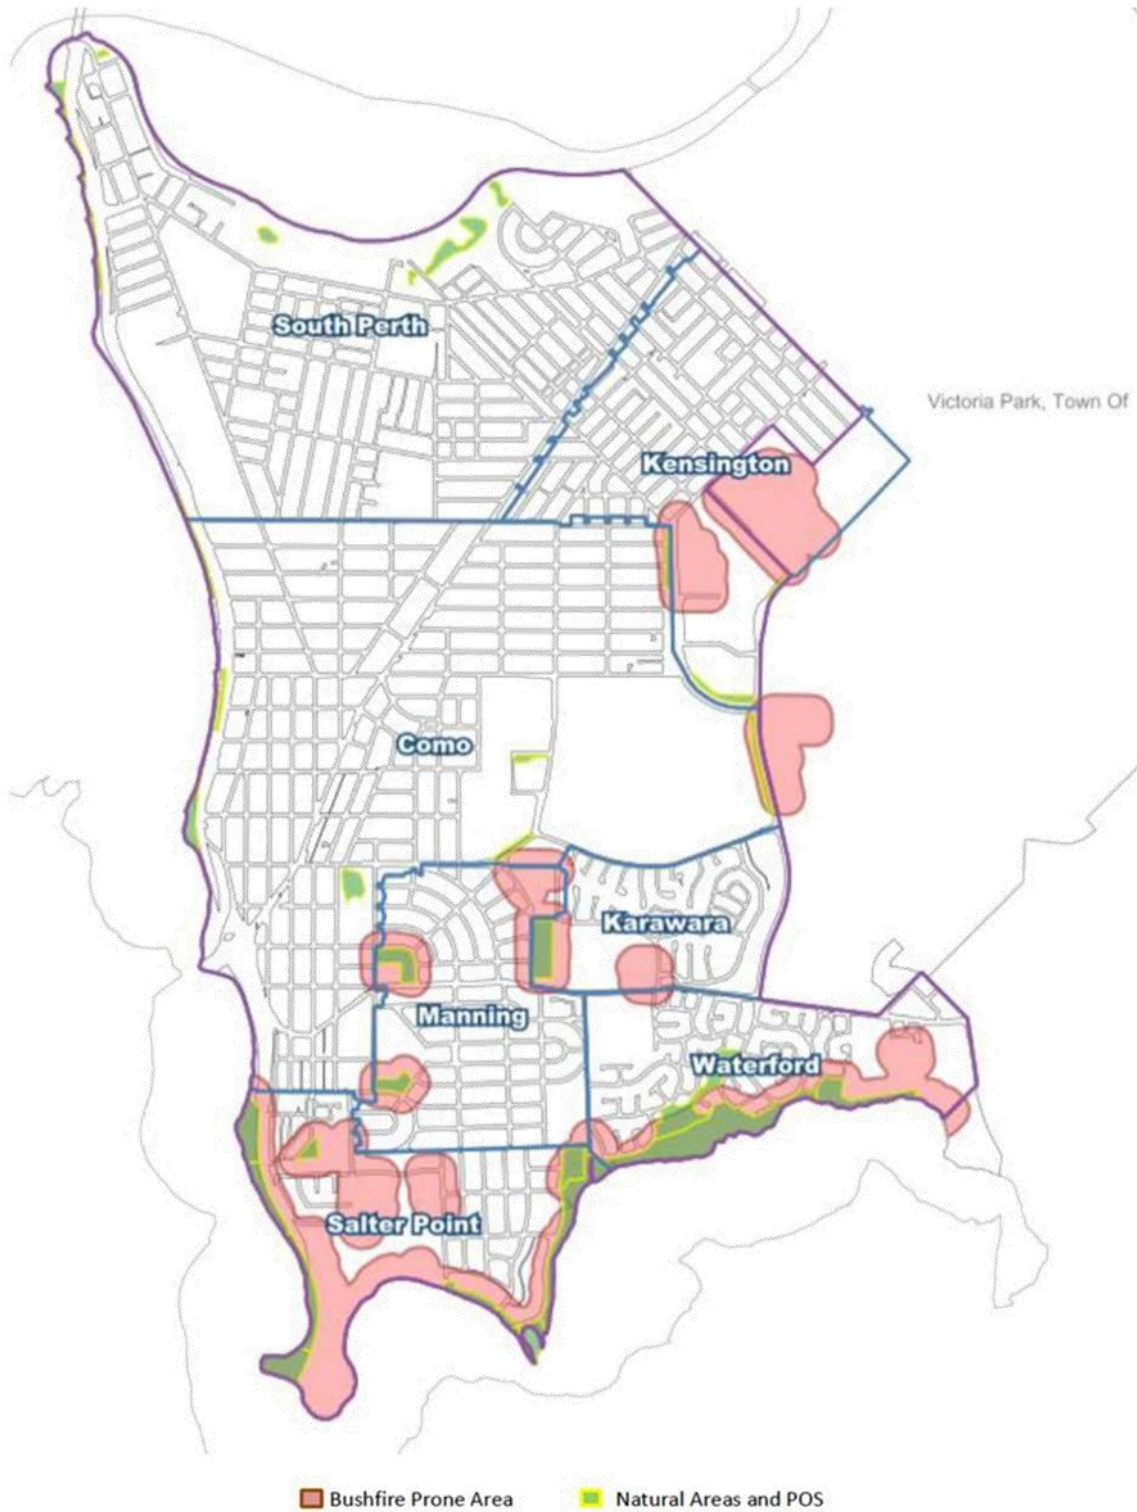 South Perth
Victoria Park, Town Of
Kensington
Como
Karawara
Manning
Waterford
Salter Point
Bushfire Prone Area
Natural Areas and POS